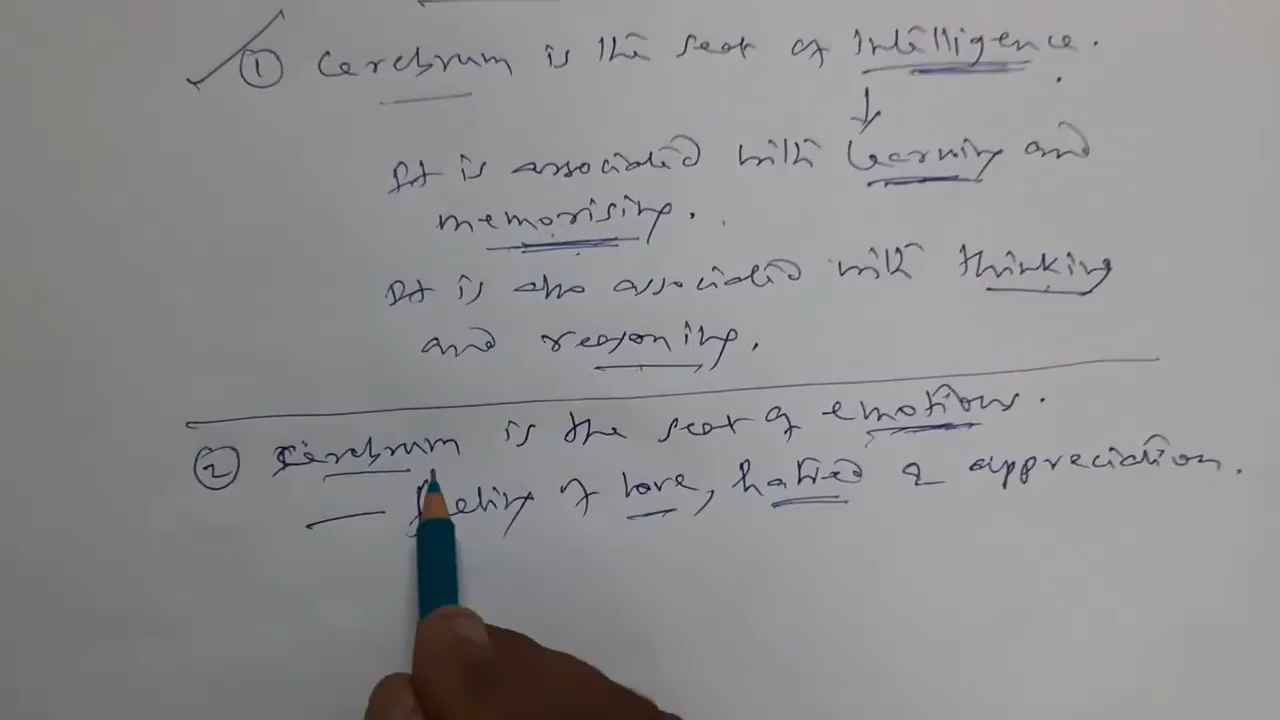 ① Cerebrum is the seat of Intelligence.
It is associated with learning and
memorising.
It is also associated with thinking
and reasoning.
② Cerebrum is the seat of emotions.
— feeling of love, hatred & appreciation.